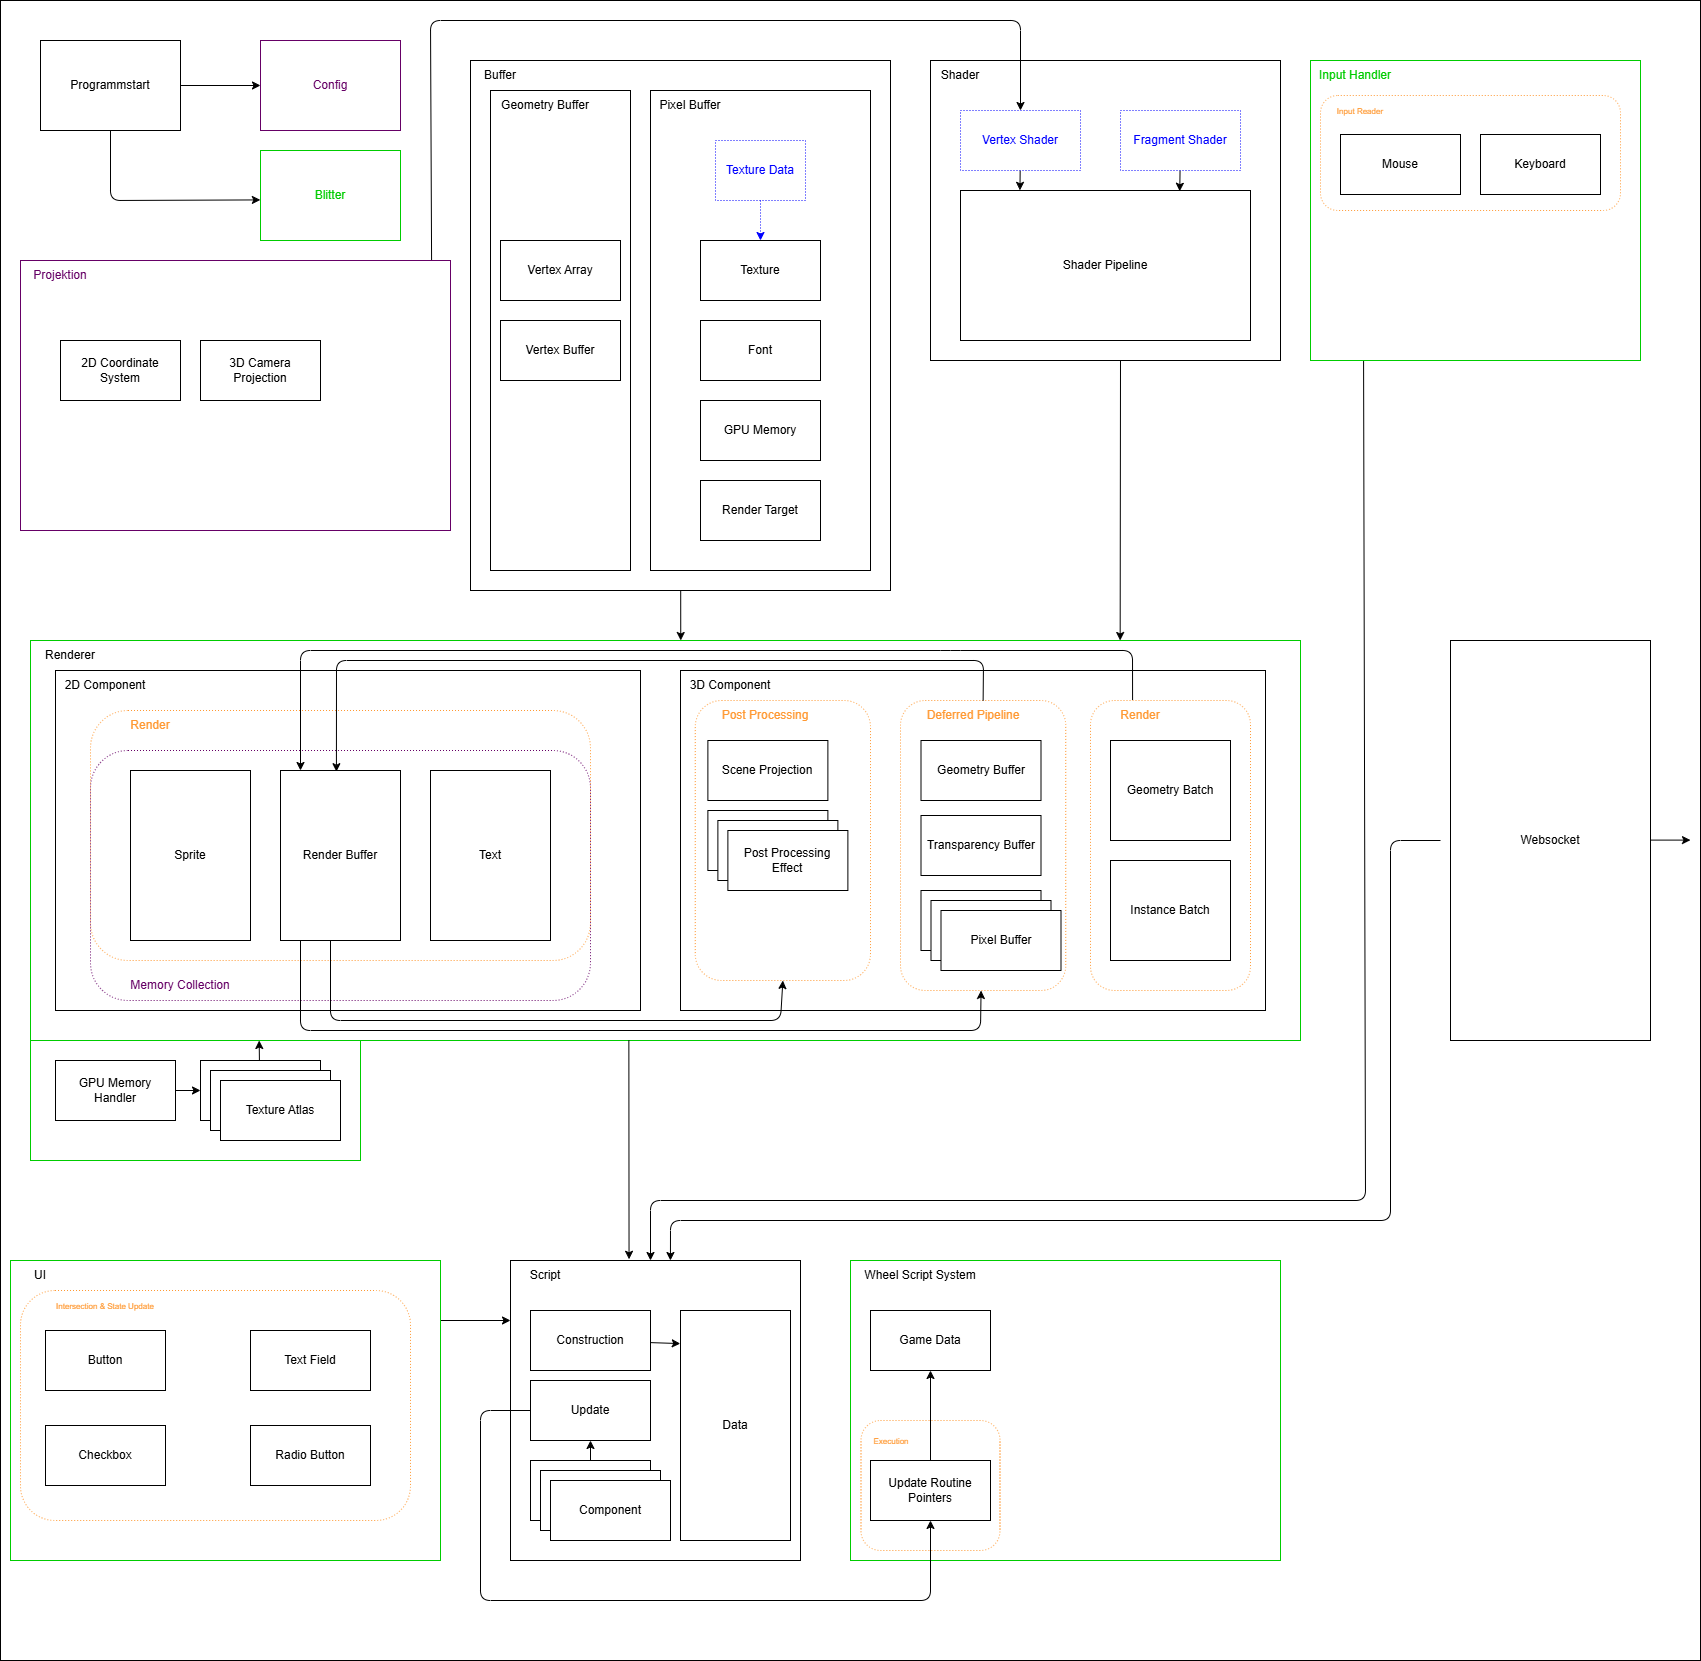 Programmstart
Config
Blitter
Projektion
2D Coordinate
System
3D Camera
Projection
Buffer
Geometry Buffer
Vertex Array
Vertex Buffer
Pixel Buffer
Texture Data
Texture
Font
GPU Memory
Render Target
Shader
Vertex Shader
Fragment Shader
Shader Pipeline
Input Handler
Input Reader
Mouse
Keyboard
Renderer
2D Component
Render
Sprite
Render Buffer
Text
Memory Collection
3D Component
Post Processing
Scene Projection
Post Processing
Effect
Deferred Pipeline
Geometry Buffer
Transparency Buffer
Pixel Buffer
Render
Geometry Batch
Instance Batch
Websocket
GPU Memory
Handler
Texture Atlas
UI
Intersection & State Update
Button
Text Field
Checkbox
Radio Button
Script
Construction
Update
Component
Data
Wheel Script System
Game Data
Execution
Update Routine
Pointers